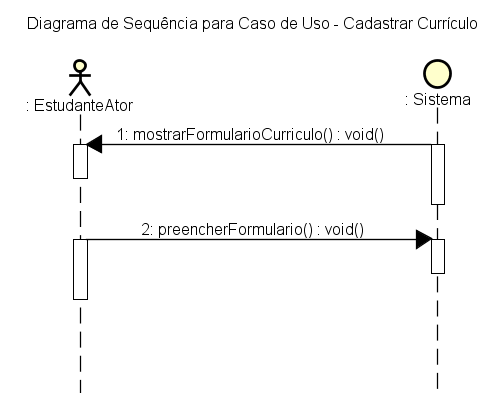 Diagrama de Sequência para Caso de Uso - Cadastrar Currículo
: EstudanteAtor
: Sistema
1: mostrarFormularioCurriculo() : void()
2: preencherFormulario() : void()